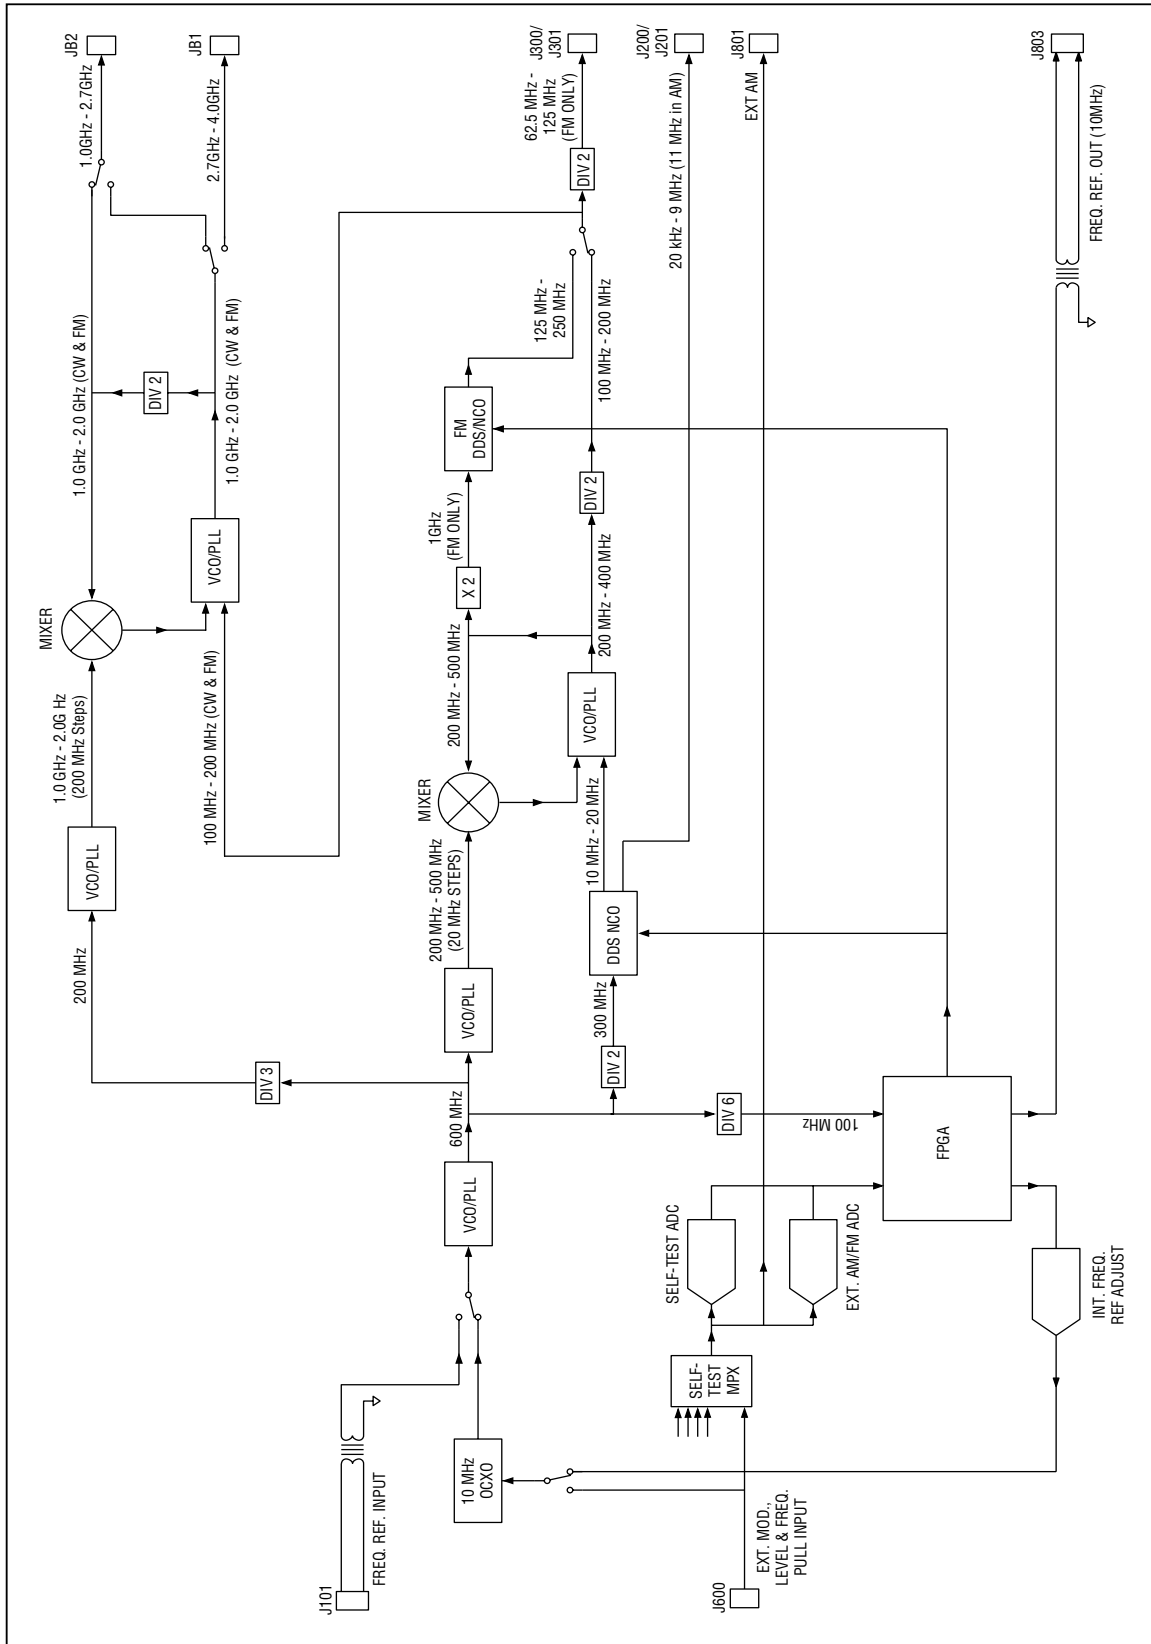 J101
FREQ. REF. INPUT
10 MHz
OCXO
VCO/PLL
600 MHz
DIV 3
200 MHz
VCO/PLL
1.0 GHz - 2.0G Hz
(200 MHz Steps)
MIXER
1.0 GHz - 2.0 GHz (CW & FM)
1.0GHz - 2.7GHz
JB2
100 MHz - 200 MHz (CW & FM)
VCO/PLL
1.0 GHz - 2.0 GHz (CW & FM)
DIV 2
2.7GHz - 4.0GHz
JB1
VCO/PLL
200 MHz - 500 MHz
(20 MHz STEPS)
MIXER
200 MHz - 500 MHz
X 2
1GHz
(FM ONLY)
FM
DDS/NCO
125 MHz -
250 MHz
DIV 2
62.5 MHz -
125 MHz
(FM ONLY)
J300/
J301
DIV 2
300 MHz
DDS NCO
10 MHz - 20 MHz
VCO/PLL
200 MHz - 400 MHz
DIV 2
100 MHz - 200 MHz
20 kHz - 9 MHz (11 MHz in AM)
J200/
J201
DIV 6
100 MHz
J600
EXT. MOD.,
LEVEL & FREQ.
PULL INPUT
SELF-
TEST
MPX
SELF-TEST ADC
EXT. AM/FM ADC
EXT AM
J801
FPGA
INT. FREQ.
REF ADJUST
FREQ. REF. OUT (10MHz)
J803